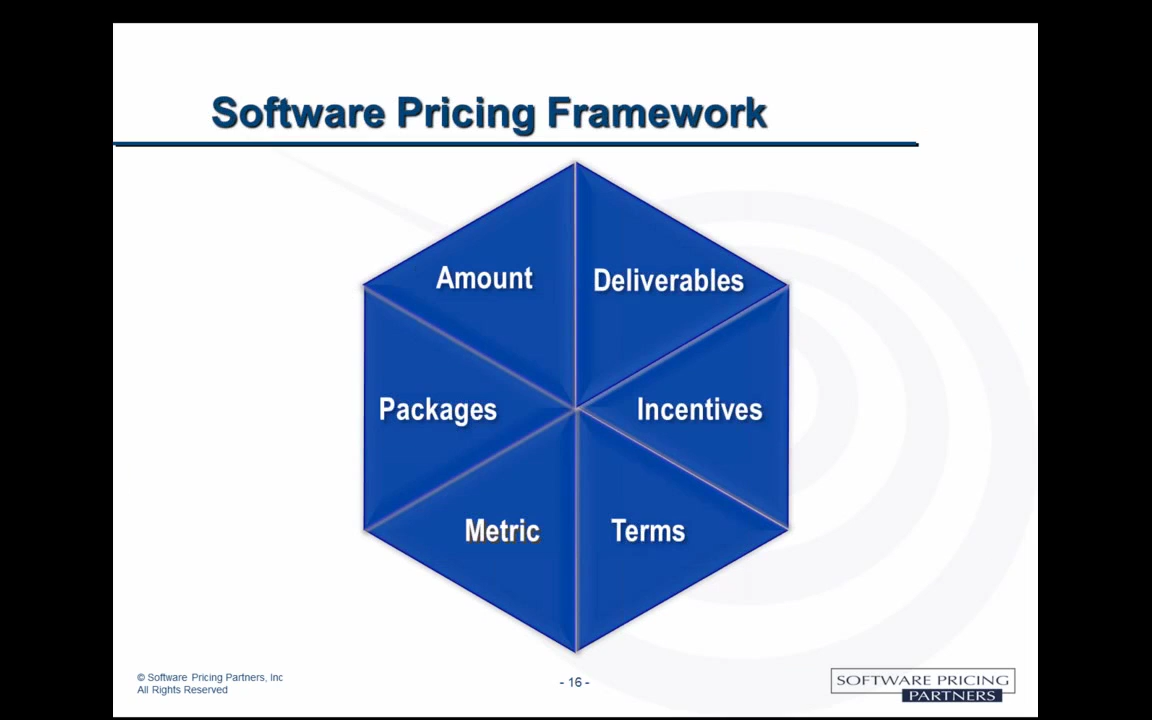 Software Pricing Framework
Amount
Deliverables
Packages
Incentives
Metric
Terms
© Software Pricing Partners, Inc
All Rights Reserved
- 16 -
SOFTWARE PRICING
PARTNERS